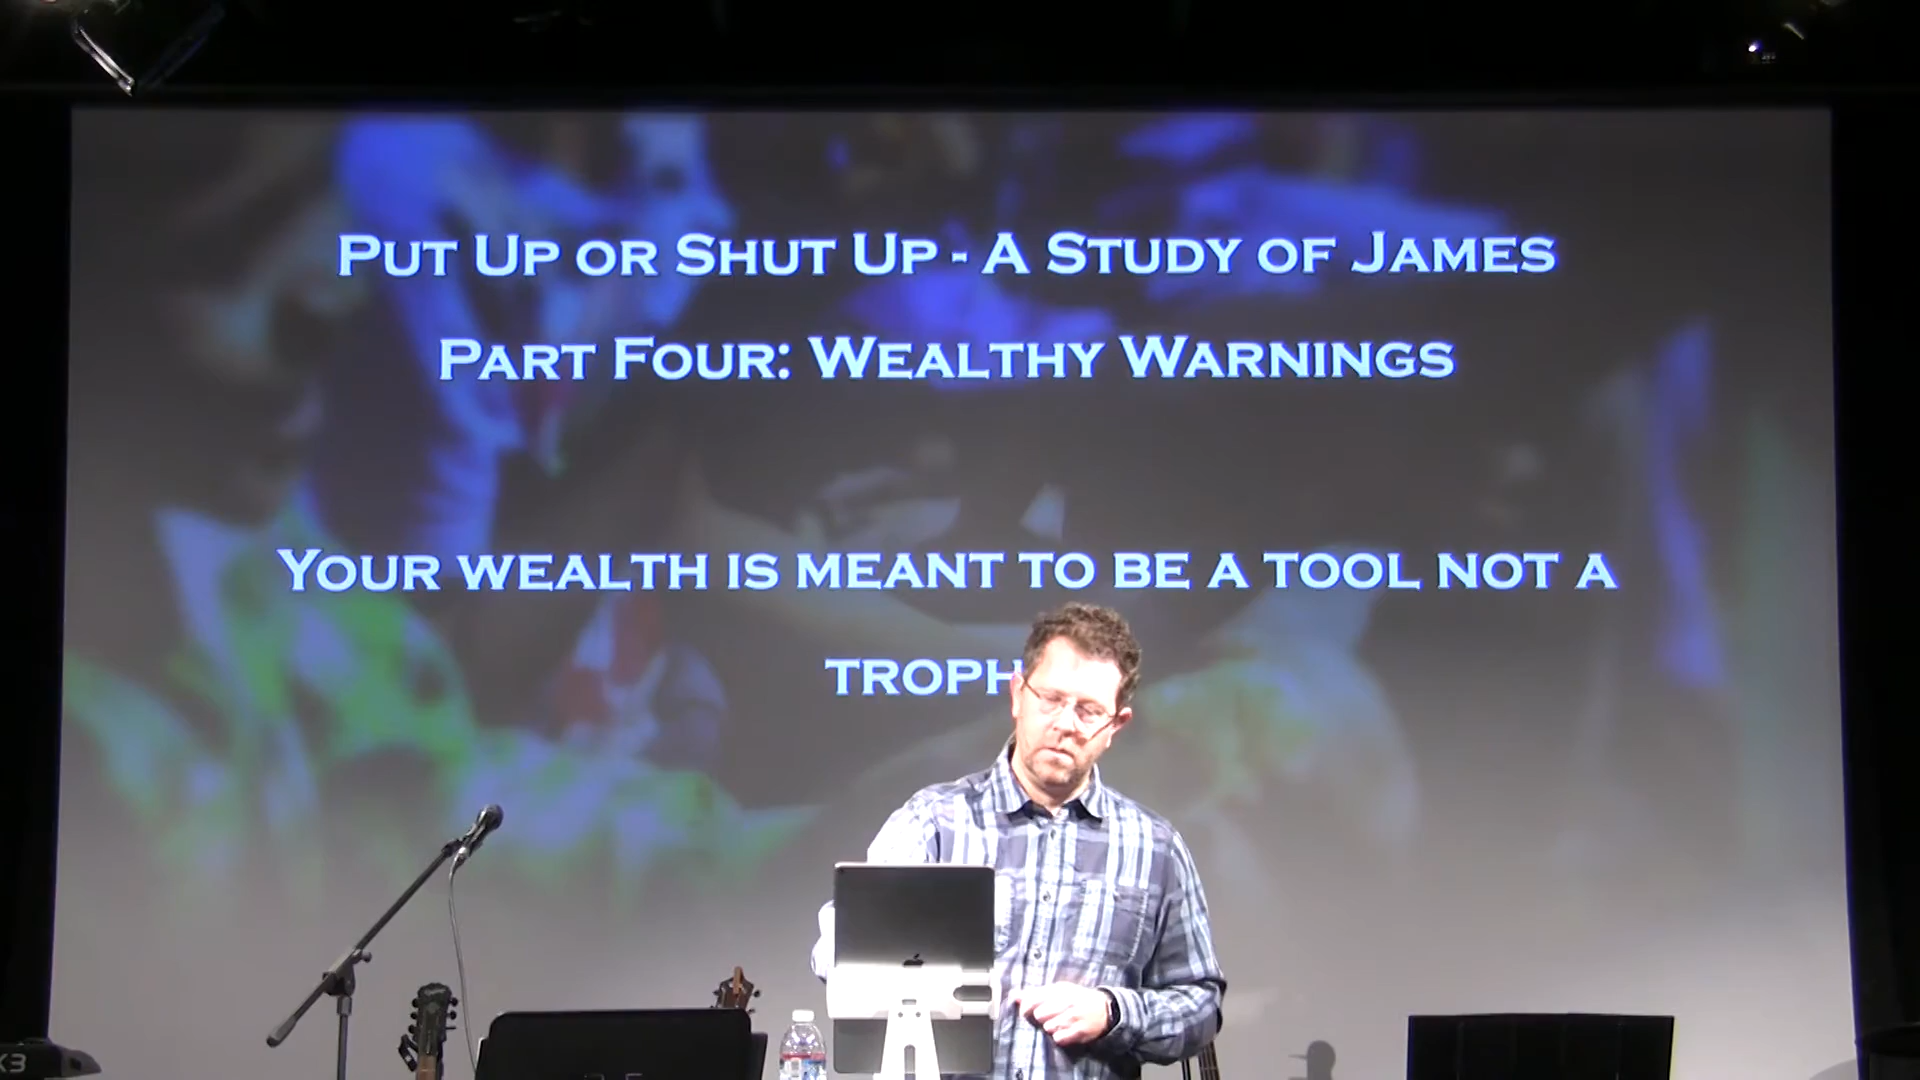 Put Up or Shut Up - A Study of James
Part Four: Wealthy Warnings
Your wealth is meant to be a tool not a
troph